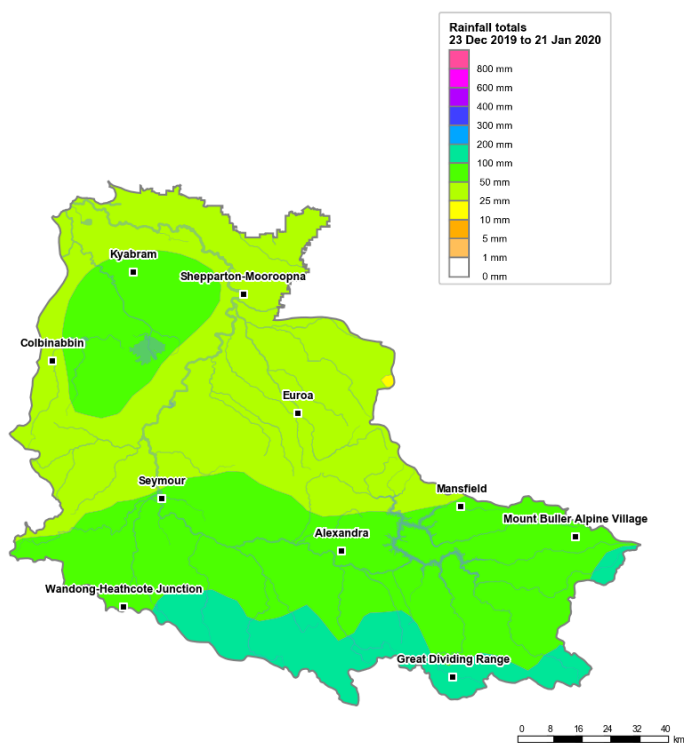 Rainfall totals
23 Dec 2019 to 21 Jan 2020
800 mm
600 mm
400 mm
300 mm
200 mm
100 mm
50 mm
25 mm
10 mm
5 mm
1 mm
0 mm
Kyabram
Shepparton-Mooroopna
Colbinabbin
Euroa
Seymour
Mansfield
Mount Buller Alpine Village
Alexandra
Wandong-Heathcote Junction
Great Dividing Range
0 8 16 24 32 40
km